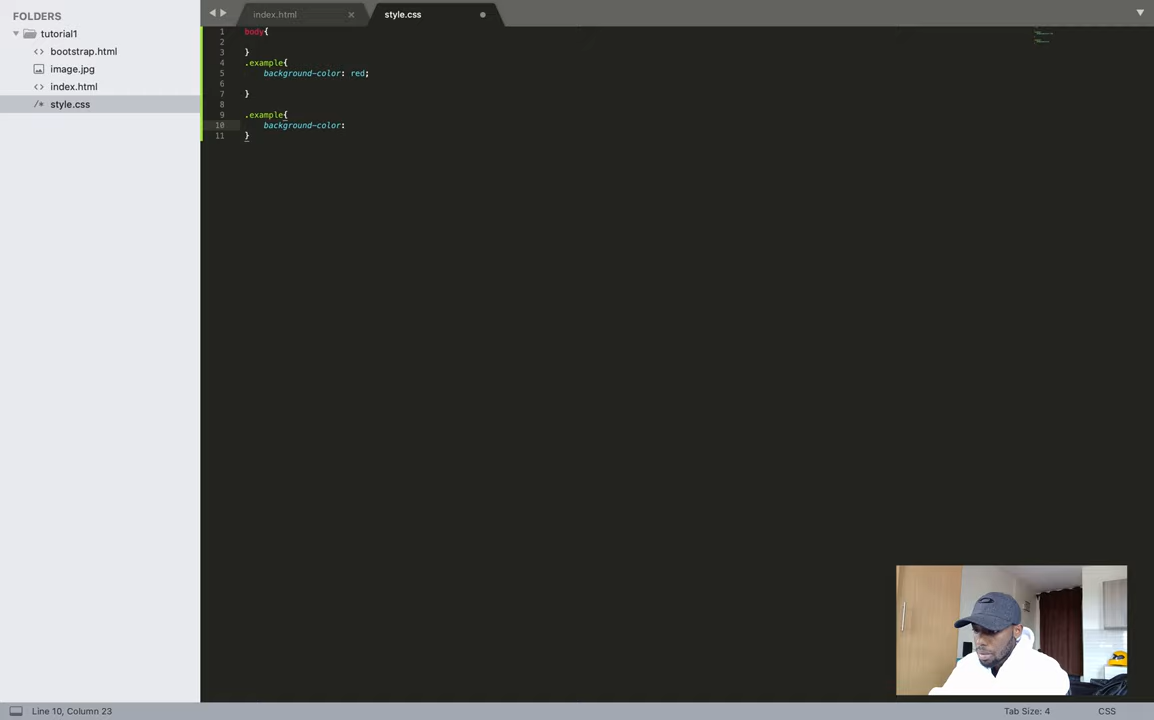 FOLDERS
tutorial1
<> bootstrap.html
image.jpg
<> index.html
/* style.css
index.html ×
style.css
1 body{
2
3 }
4 .example{
5 background-color: red;
6
7 }
8
9 .example{
10 background-color:
11 }
Line 10, Column 23
Tab Size: 4
CSS